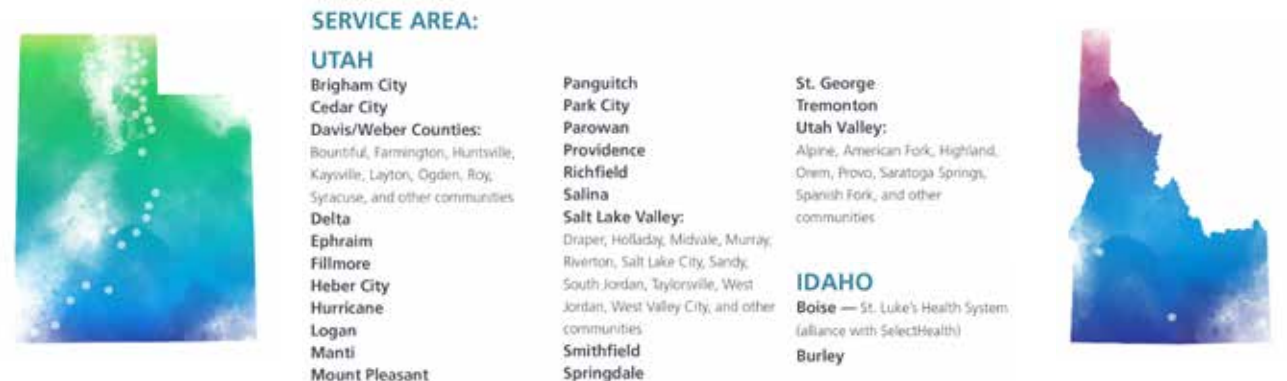 SERVICE AREA:
UTAH
Brigham City
Cedar City
Davis/Weber Counties:
Bountiful, Farmington, Huntsville,
Kaysville, Layton, Ogden, Roy,
Syracuse, and other communities
Delta
Ephraim
Fillmore
Heber City
Hurricane
Logan
Manti
Mount Pleasant
Panguitch
Park City
Parowan
Providence
Richfield
Salina
Salt Lake Valley:
Draper, Holladay, Midvale, Murray,
Riverton, Salt Lake City, Sandy,
South Jordan, Taylorsville, West
Jordan, West Valley City, and other
communities
Smithfield
Springdale
St. George
Tremonton
Utah Valley:
Alpine, American Fork, Highland,
Orem, Provo, Saratoga Springs,
Spanish Fork, and other
communities
IDAHO
Boise — St. Luke's Health System
(alliance with SelectHealth)
Burley